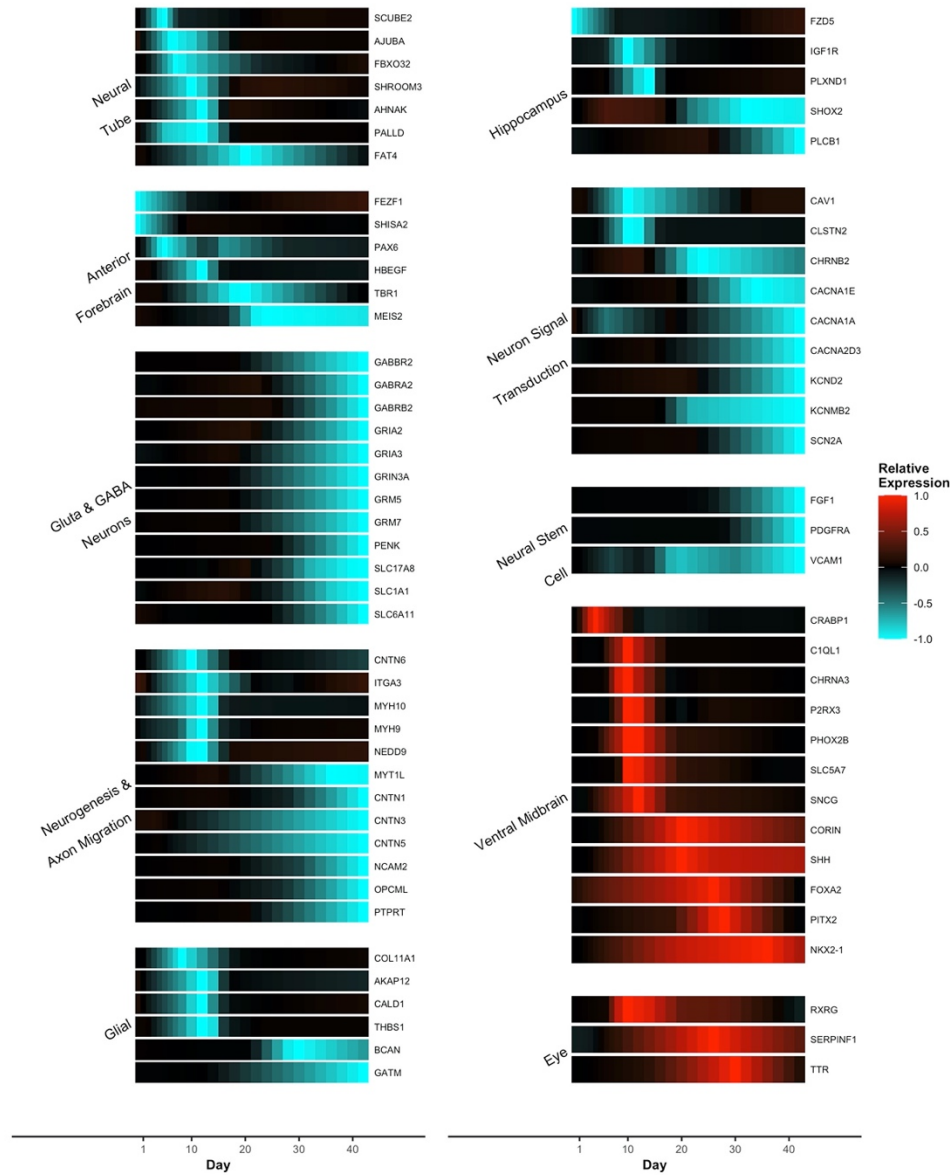 Neural
Tube
SCUBE2
AJUBA
FBXO32
SHROOM3
AHNAK
PALLD
FAT4
Anterior
Forebrain
FEZF1
SHISA2
PAX6
HBEGF
TBR1
MEIS2
Gluta & GABA
Neurons
GABBR2
GABRA2
GABRB2
GRIA2
GRIA3
GRIN3A
GRM5
GRM7
PENK
SLC17A8
SLC1A1
SLC6A11
Neurogenesis &
Axon Migration
CNTN6
ITGA3
MYH10
MYH9
NEDD9
MYT1L
CNTN1
CNTN3
CNTN5
NCAM2
OPCML
PTPRT
Glial
COL11A1
AKAP12
CALD1
THBS1
BCAN
GATM
1 10 20 30 40
Day
Hippocampus
FZD5
IGF1R
PLXND1
SHOX2
PLCB1
Neuron Signal
Transduction
CAV1
CLSTN2
CHRNB2
CACNA1E
CACNA1A
CACNA2D3
KCND2
KCNMB2
SCN2A
Neural Stem
Cell
FGF1
PDGFRA
VCAM1
Ventral Midbrain
CRABP1
C1QL1
CHRNA3
P2RX3
PHOX2B
SLC5A7
SNCG
CORIN
SHH
FOXA2
PITX2
NKX2-1
Eye
RXRG
SERPINF1
TTR
1 10 20 30 40
Day
Relative
Expression
1.0
0.5
0.0
-0.5
-1.0